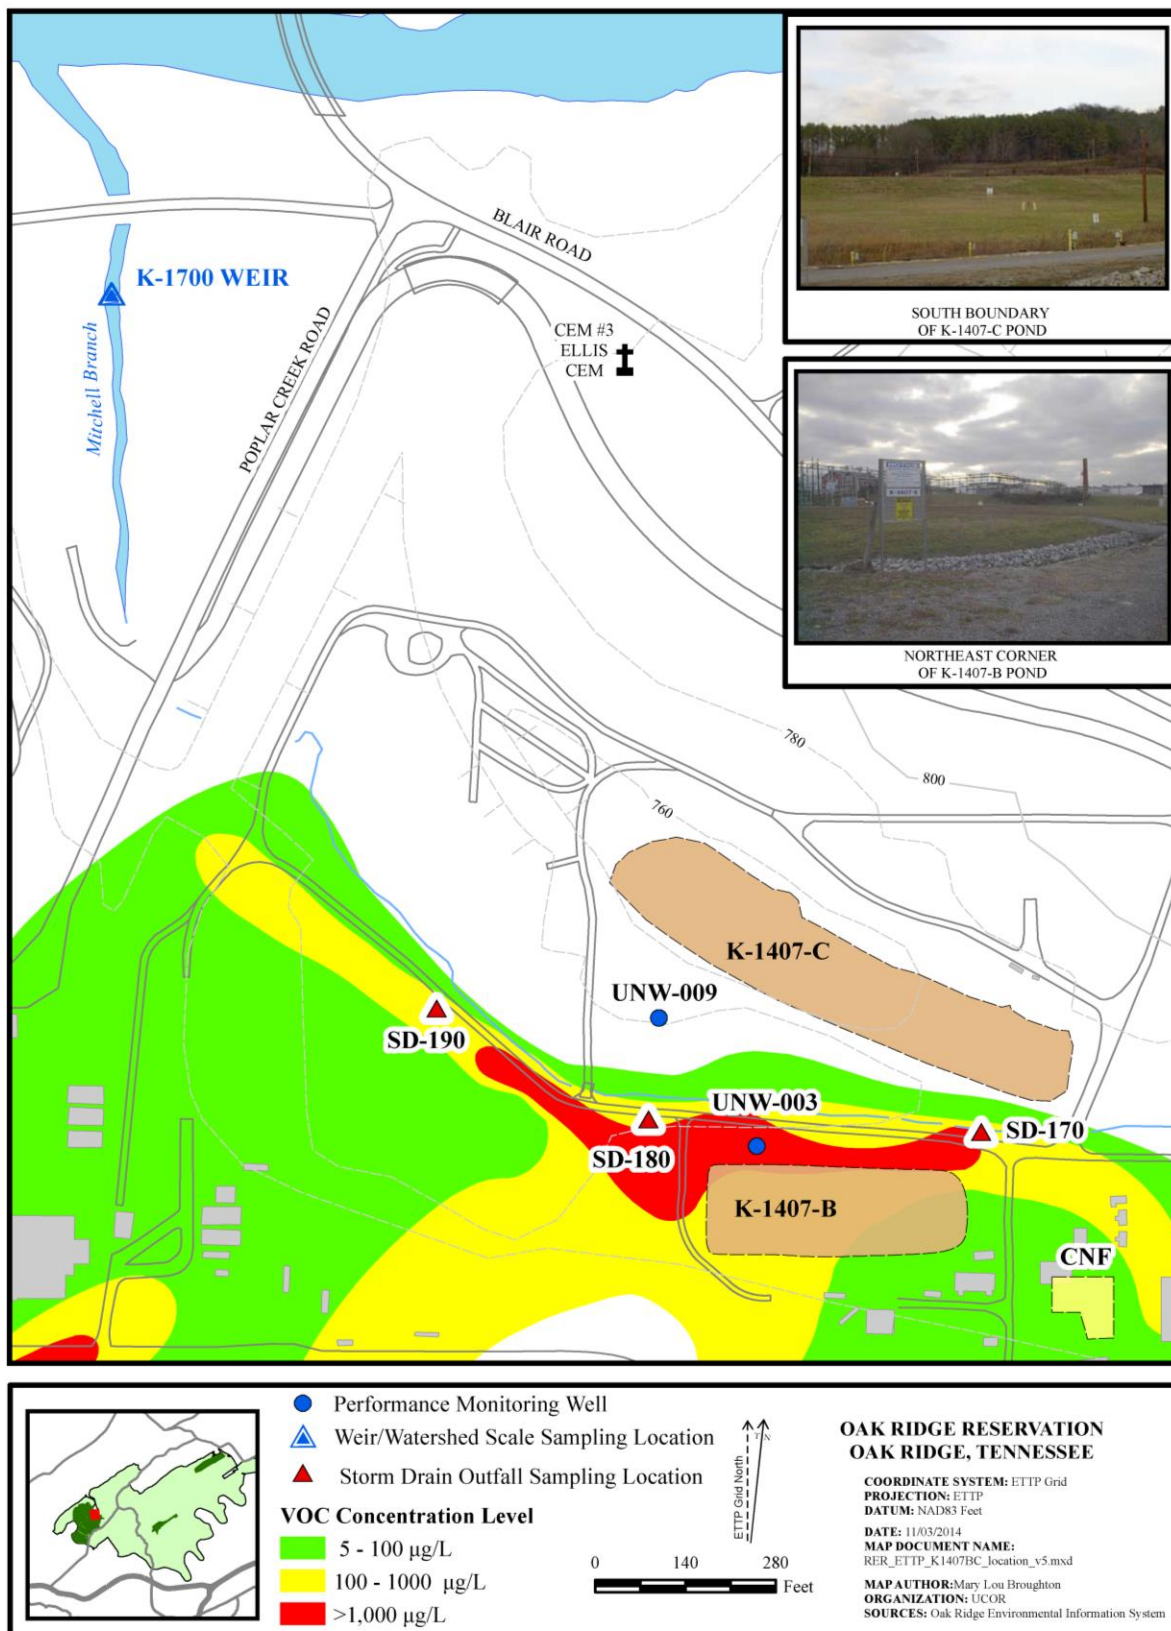 SOUTH BOUNDARY
OF K-1407-C POND
NORTHEAST CORNER
OF K-1407-B POND
BLAIR ROAD
K-1700 WEIR
Mitchell Branch
POPLAR CREEK ROAD
CEM #3
ELLIS
CEM
780
800
760
K-1407-C
UNW-009
SD-190
UNW-003
SD-170
SD-180
K-1407-B
CNF
Performance Monitoring Well
Weir/Watershed Scale Sampling Location
Storm Drain Outfall Sampling Location
VOC Concentration Level
5 - 100 µg/L
100 - 1000 µg/L
>1,000 µg/L
ETTP Grid North
T N
0 140 280
Feet
OAK RIDGE RESERVATION
OAK RIDGE, TENNESSEE
COORDINATE SYSTEM: ETTP Grid
PROJECTION: ETTP
DATUM: NAD83 Feet
DATE: 11/03/2014
MAP DOCUMENT NAME:
RER_ETTP_K1407BC_location_v5.mxd
MAP AUTHOR:Mary Lou Broughton
ORGANIZATION: UCOR
SOURCES: Oak Ridge Environmental Information System